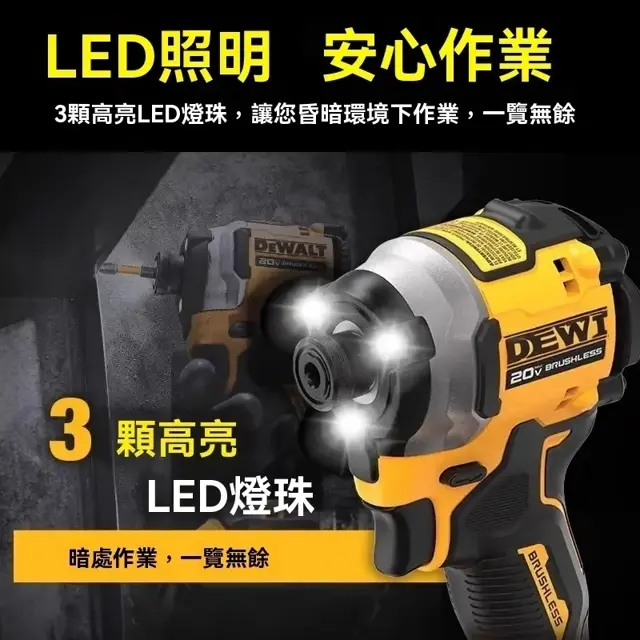 LED照明 安心作業
3顆高亮LED燈珠，讓您昏暗環境下作業，一覽無餘
DEWALT
20V BRUSHLESS
DEWT
20V BRUSHLESS
3 顆高亮
LED燈珠
暗處作業，一覽無餘
BRUSHLESS